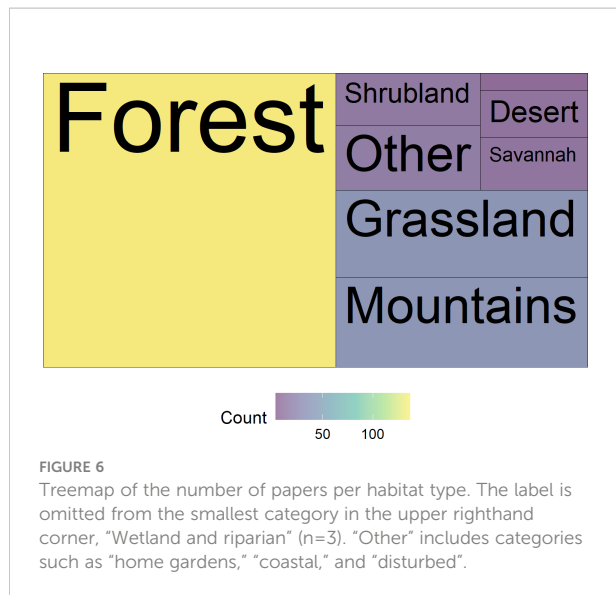 Forest
Shrubland
Desert
Other
Savannah
Grassland
Mountains
Count
50 100
FIGURE 6
Treemap of the number of papers per habitat type. The label is
omitted from the smallest category in the upper righthand
corner, “Wetland and riparian” (n=3). “Other” includes categories
such as “home gardens,” “coastal,” and “disturbed”.